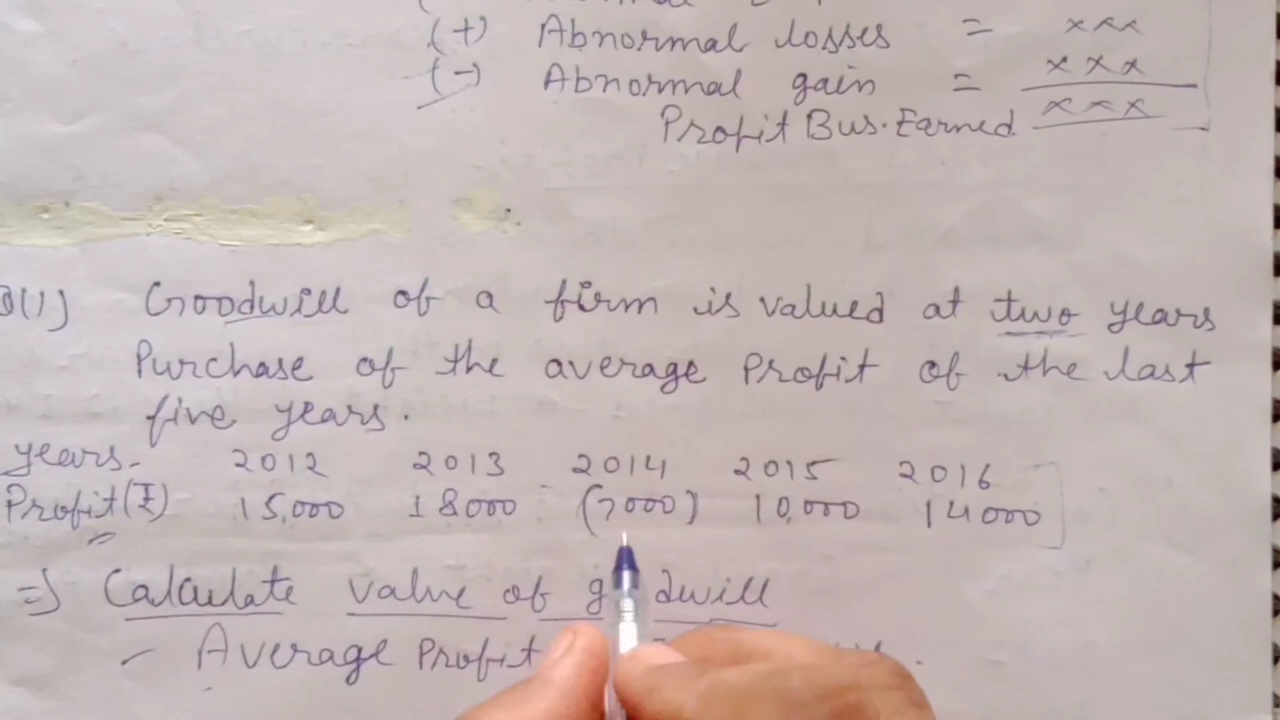 (+) Abnormal losses = xxx
(-) Abnormal gain = xxx
Profit Bus. Earned xxx
Q(1) Goodwill of a firm is valued at two years
Purchase of the average Profit of the last
five years.
years. 2012 2013 2014 2015 2016
Profit(₹) 15,000 18000 (7000) 10,000 14000
=) Calculate value of goodwill
Average Profit